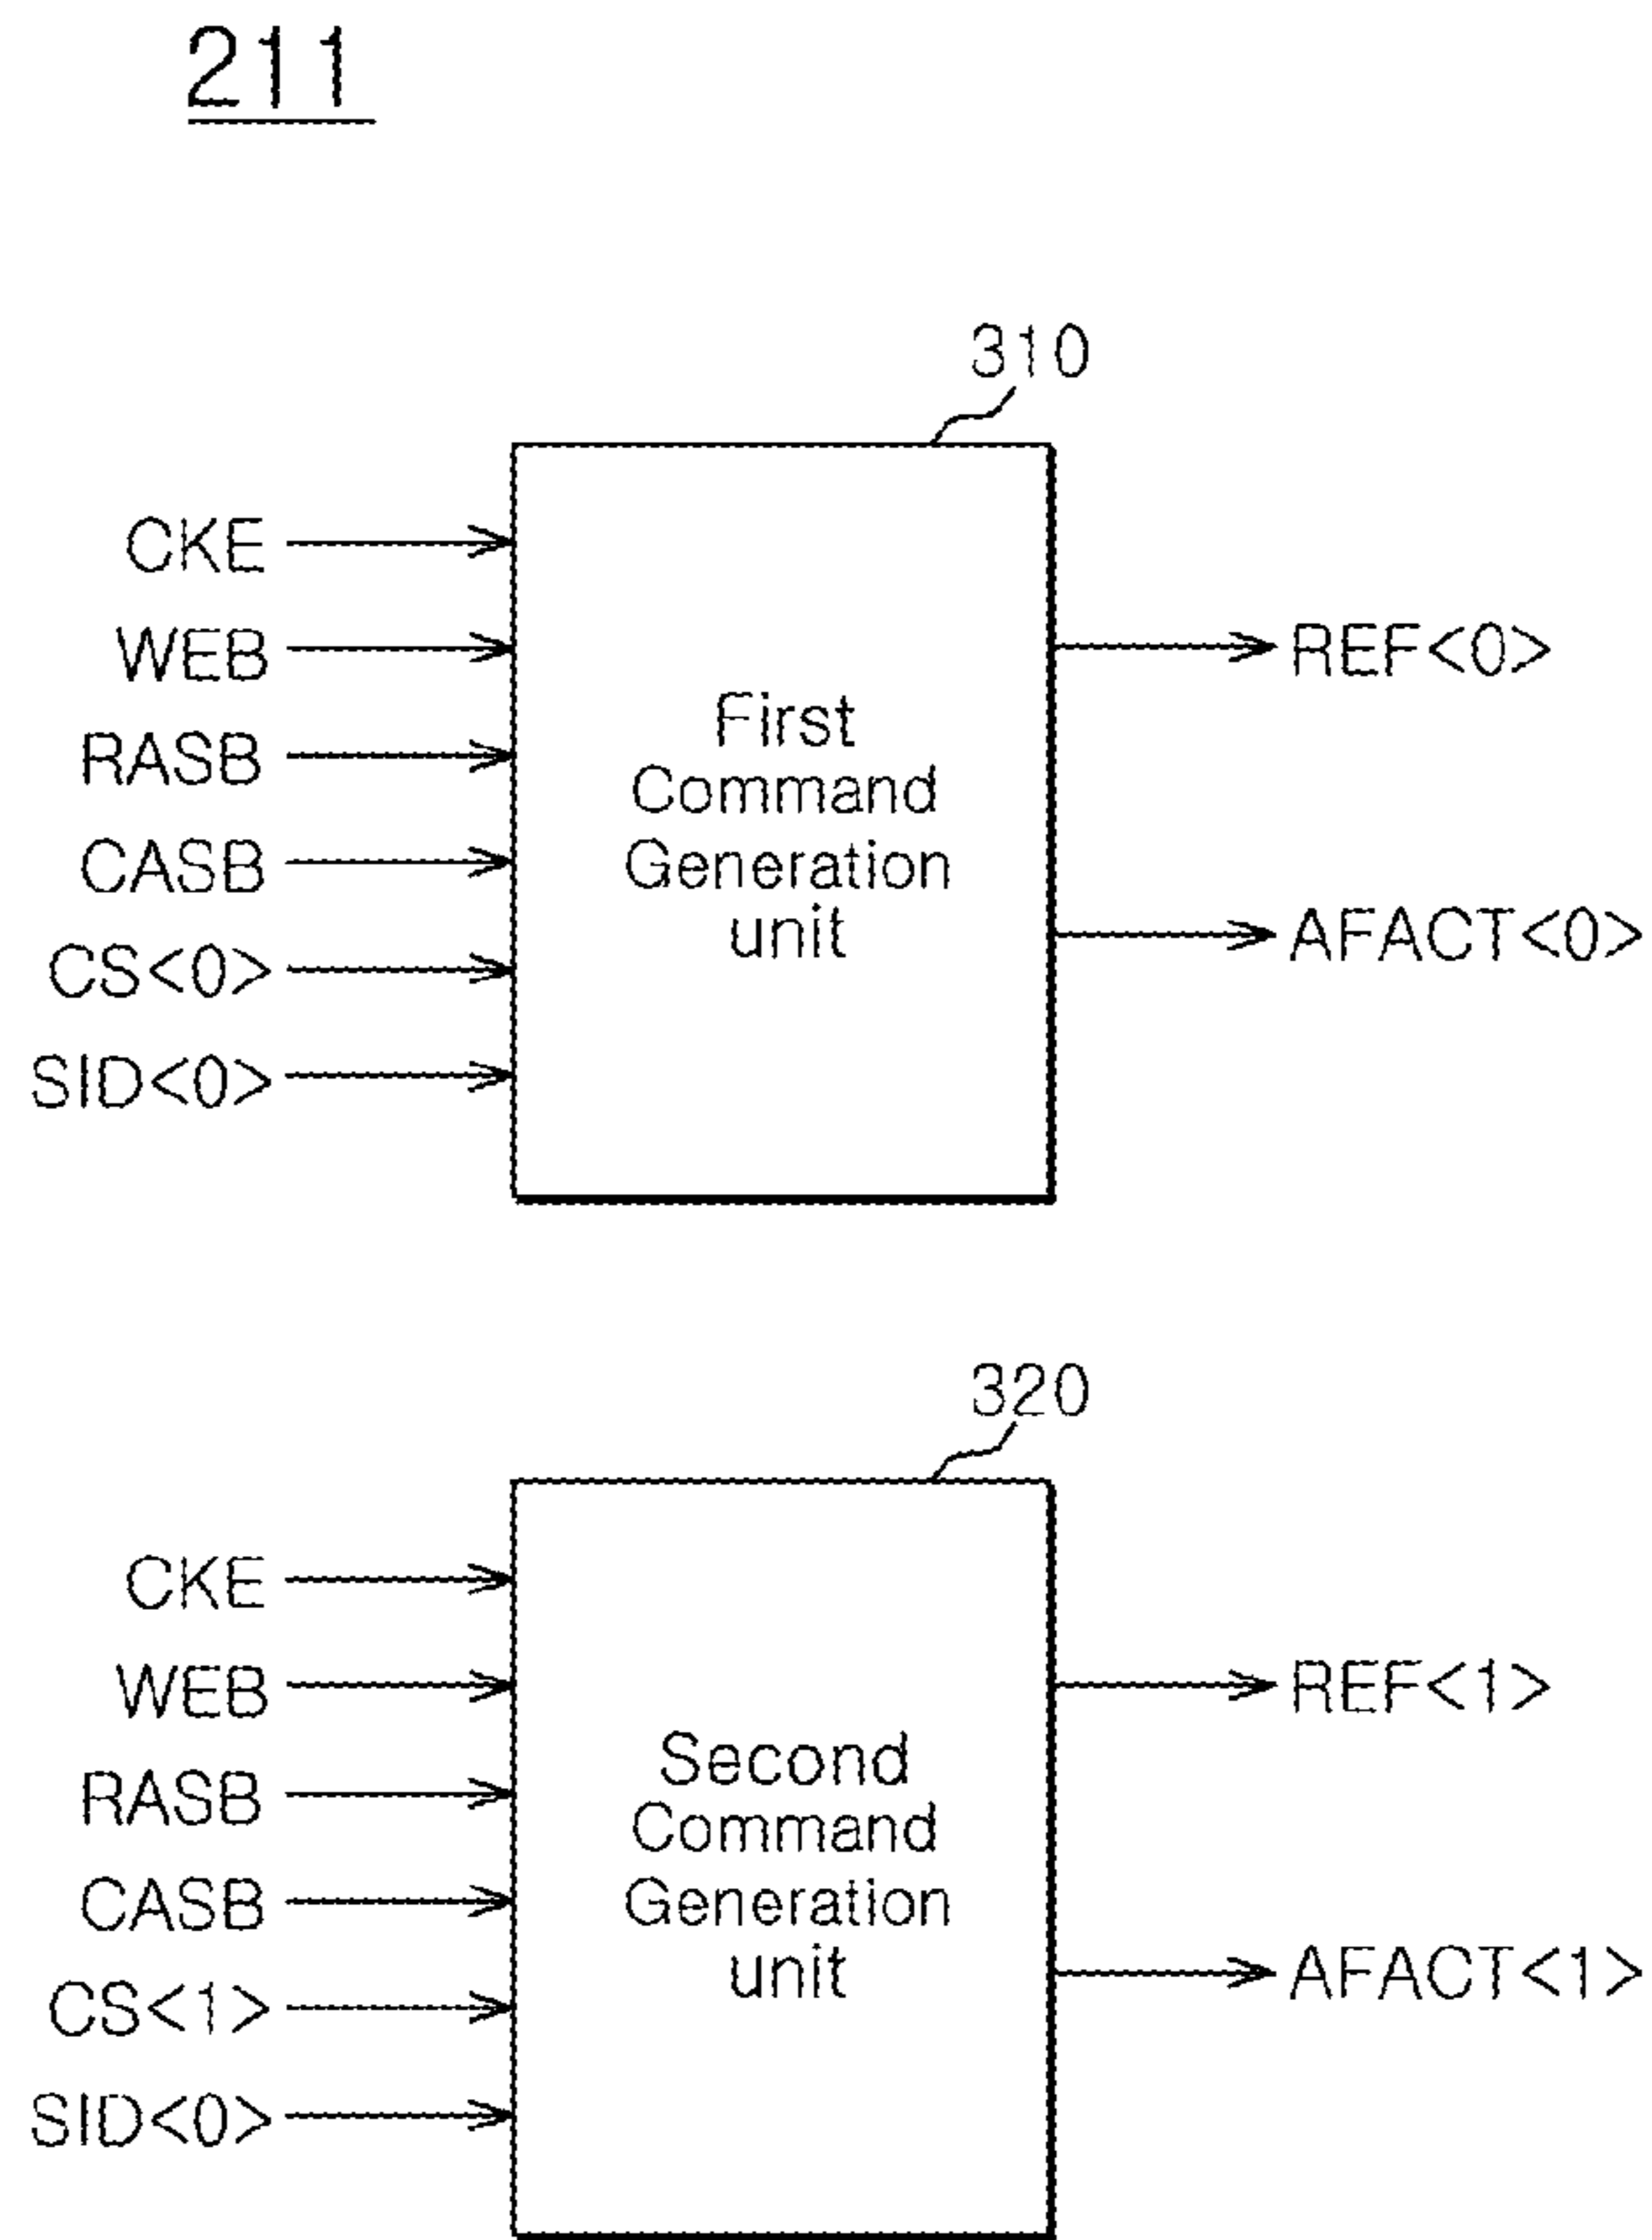 211
310
CKE
WEB
RASB
CASB
CS<0>
SID<0>
First
Command
Generation
unit
REF<0>
AFACT<0>
320
CKE
WEB
RASB
CASB
CS<1>
SID<0>
Second
Command
Generation
unit
REF<1>
AFACT<1>